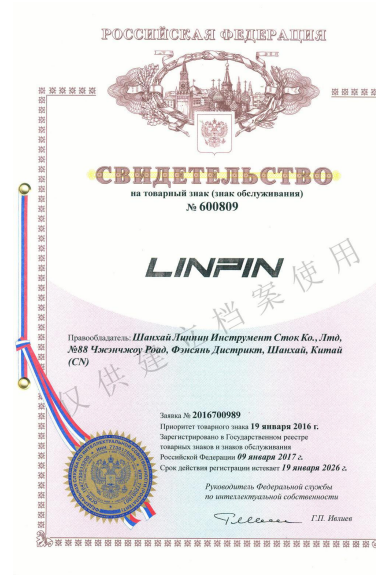 РОССИЙСКАЯ ФЕДЕРАЦИЯ
СВИДЕТЕЛЬСТВО
на товарный знак (знак обслуживания)
№ 600809
LINPIN
Правообладатель: Шанхай Линпин Инструмент Сток Ко., Лтд,
№88 Чжэнчжоу Роад, Фэнсянь Дистрикт, Шанхай, Китай
(CN)
仅供建立档案使用
Заявка № 2016700989
Приоритет товарного знака 19 января 2016 г.
Зарегистрировано в Государственном реестре
товарных знаков и знаков обслуживания
Российской Федерации 09 января 2017 г.
Срок действия регистрации истекает 19 января 2026 г.
Руководитель Федеральной службы
по интеллектуальной собственности
Г.П. Ивлиев